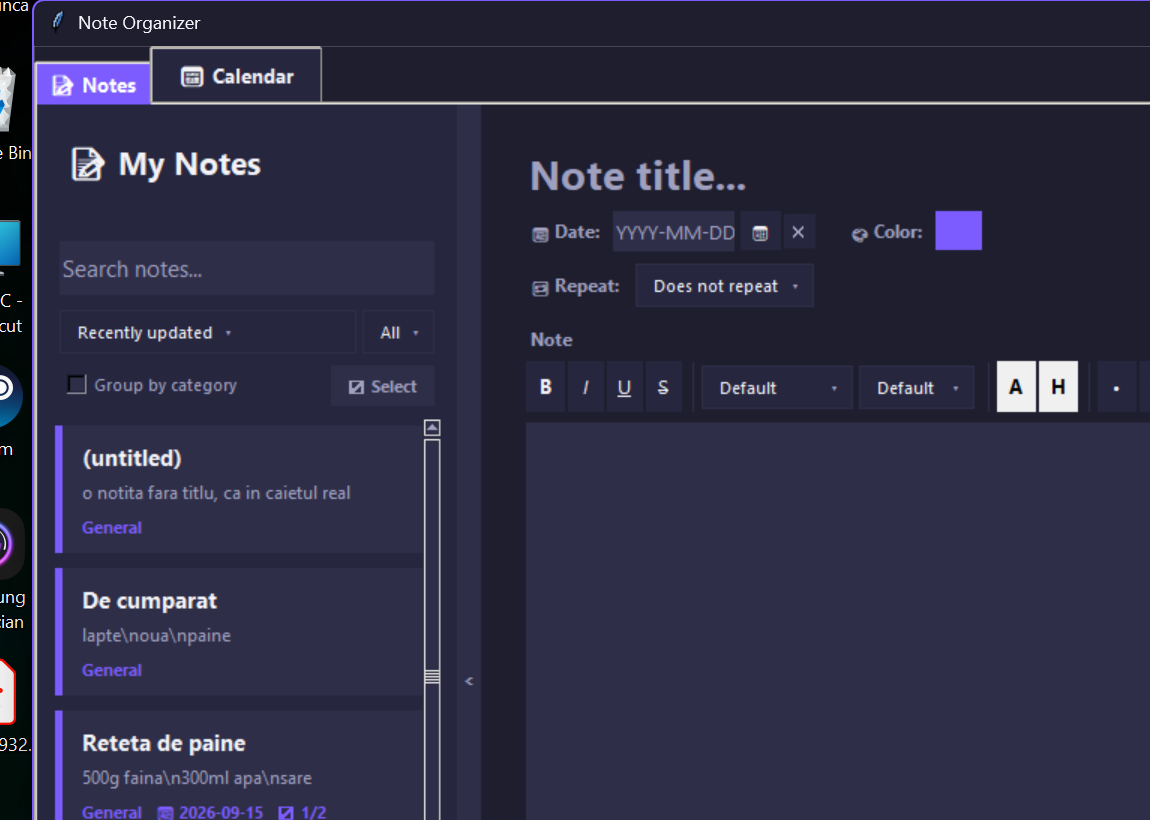 inca
Note Organizer
Notes
Calendar
Bin
My Notes
Note title...
Date: YYYY-MM-DD Color:
Search notes...
Repeat: Does not repeat
C -
cut
Recently updated All
Note
Group by category Select
B I U S Default Default A H •
(untitled)
o notita fara titlu, ca in caietul real
General
m
De cumparat
lapte\noua\npaine
General
<
ung
cian
Reteta de paine
500g faina\n300ml apa\nsare
General 2026-09-15 1/2
932.